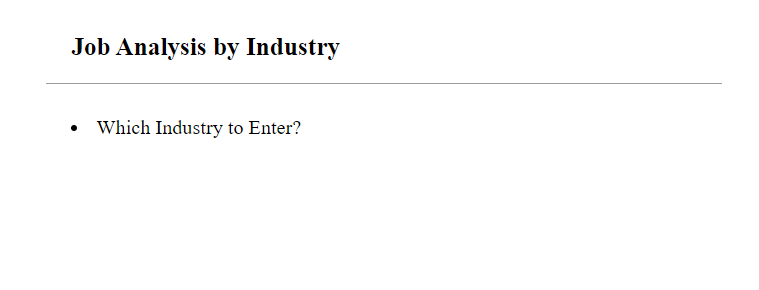 Job Analysis by Industry
• Which Industry to Enter?